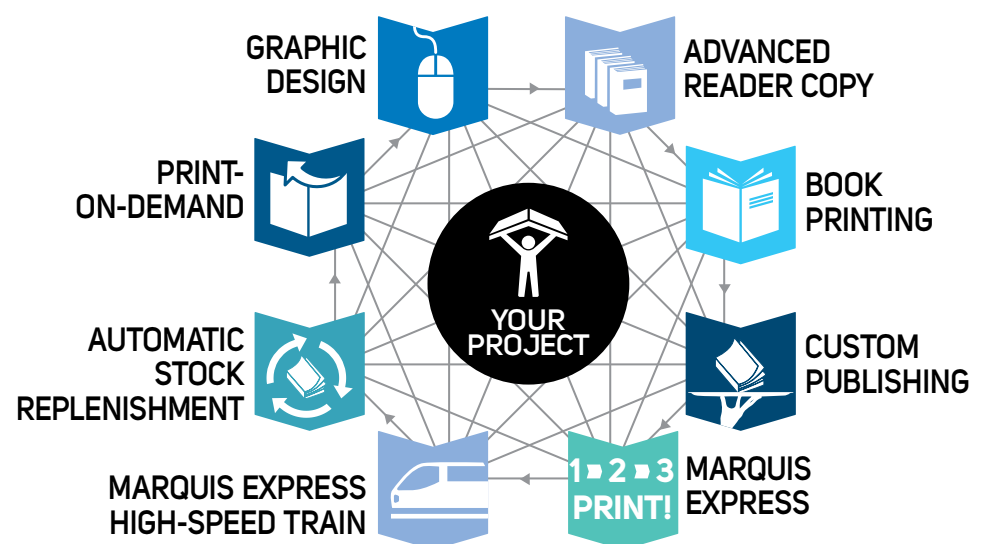 GRAPHIC
DESIGN
ADVANCED
READER COPY
PRINT-
ON-DEMAND
BOOK
PRINTING
YOUR
PROJECT
AUTOMATIC
STOCK
REPLENISHMENT
CUSTOM
PUBLISHING
MARQUIS EXPRESS
HIGH-SPEED TRAIN
1 2 3
PRINT!
MARQUIS
EXPRESS